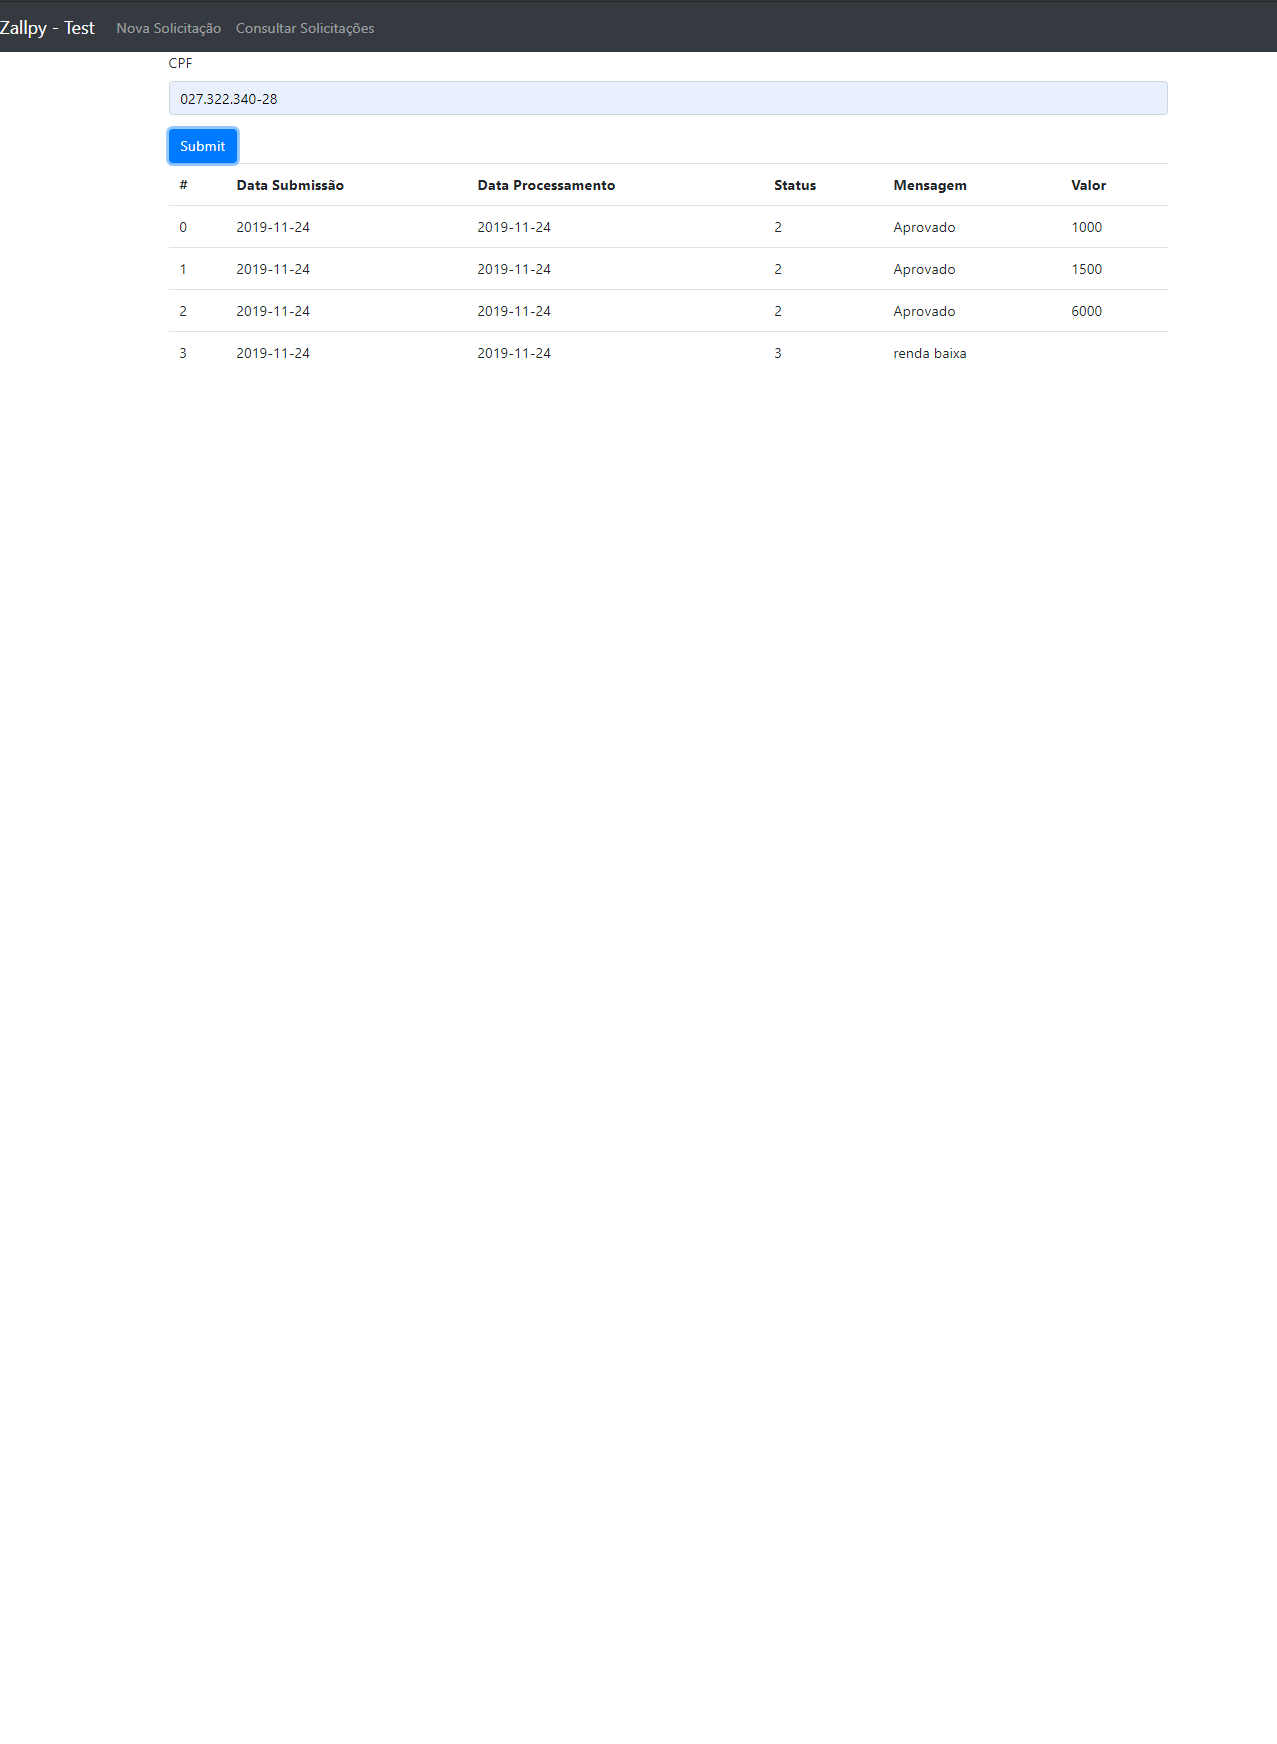 Zallpy - Test Nova Solicitação Consultar Solicitações
CPF
027.322.340-28
Submit
# Data Submissão Data Processamento Status Mensagem Valor
0 2019-11-24 2019-11-24 2 Aprovado 1000
1 2019-11-24 2019-11-24 2 Aprovado 1500
2 2019-11-24 2019-11-24 2 Aprovado 6000
3 2019-11-24 2019-11-24 3 renda baixa